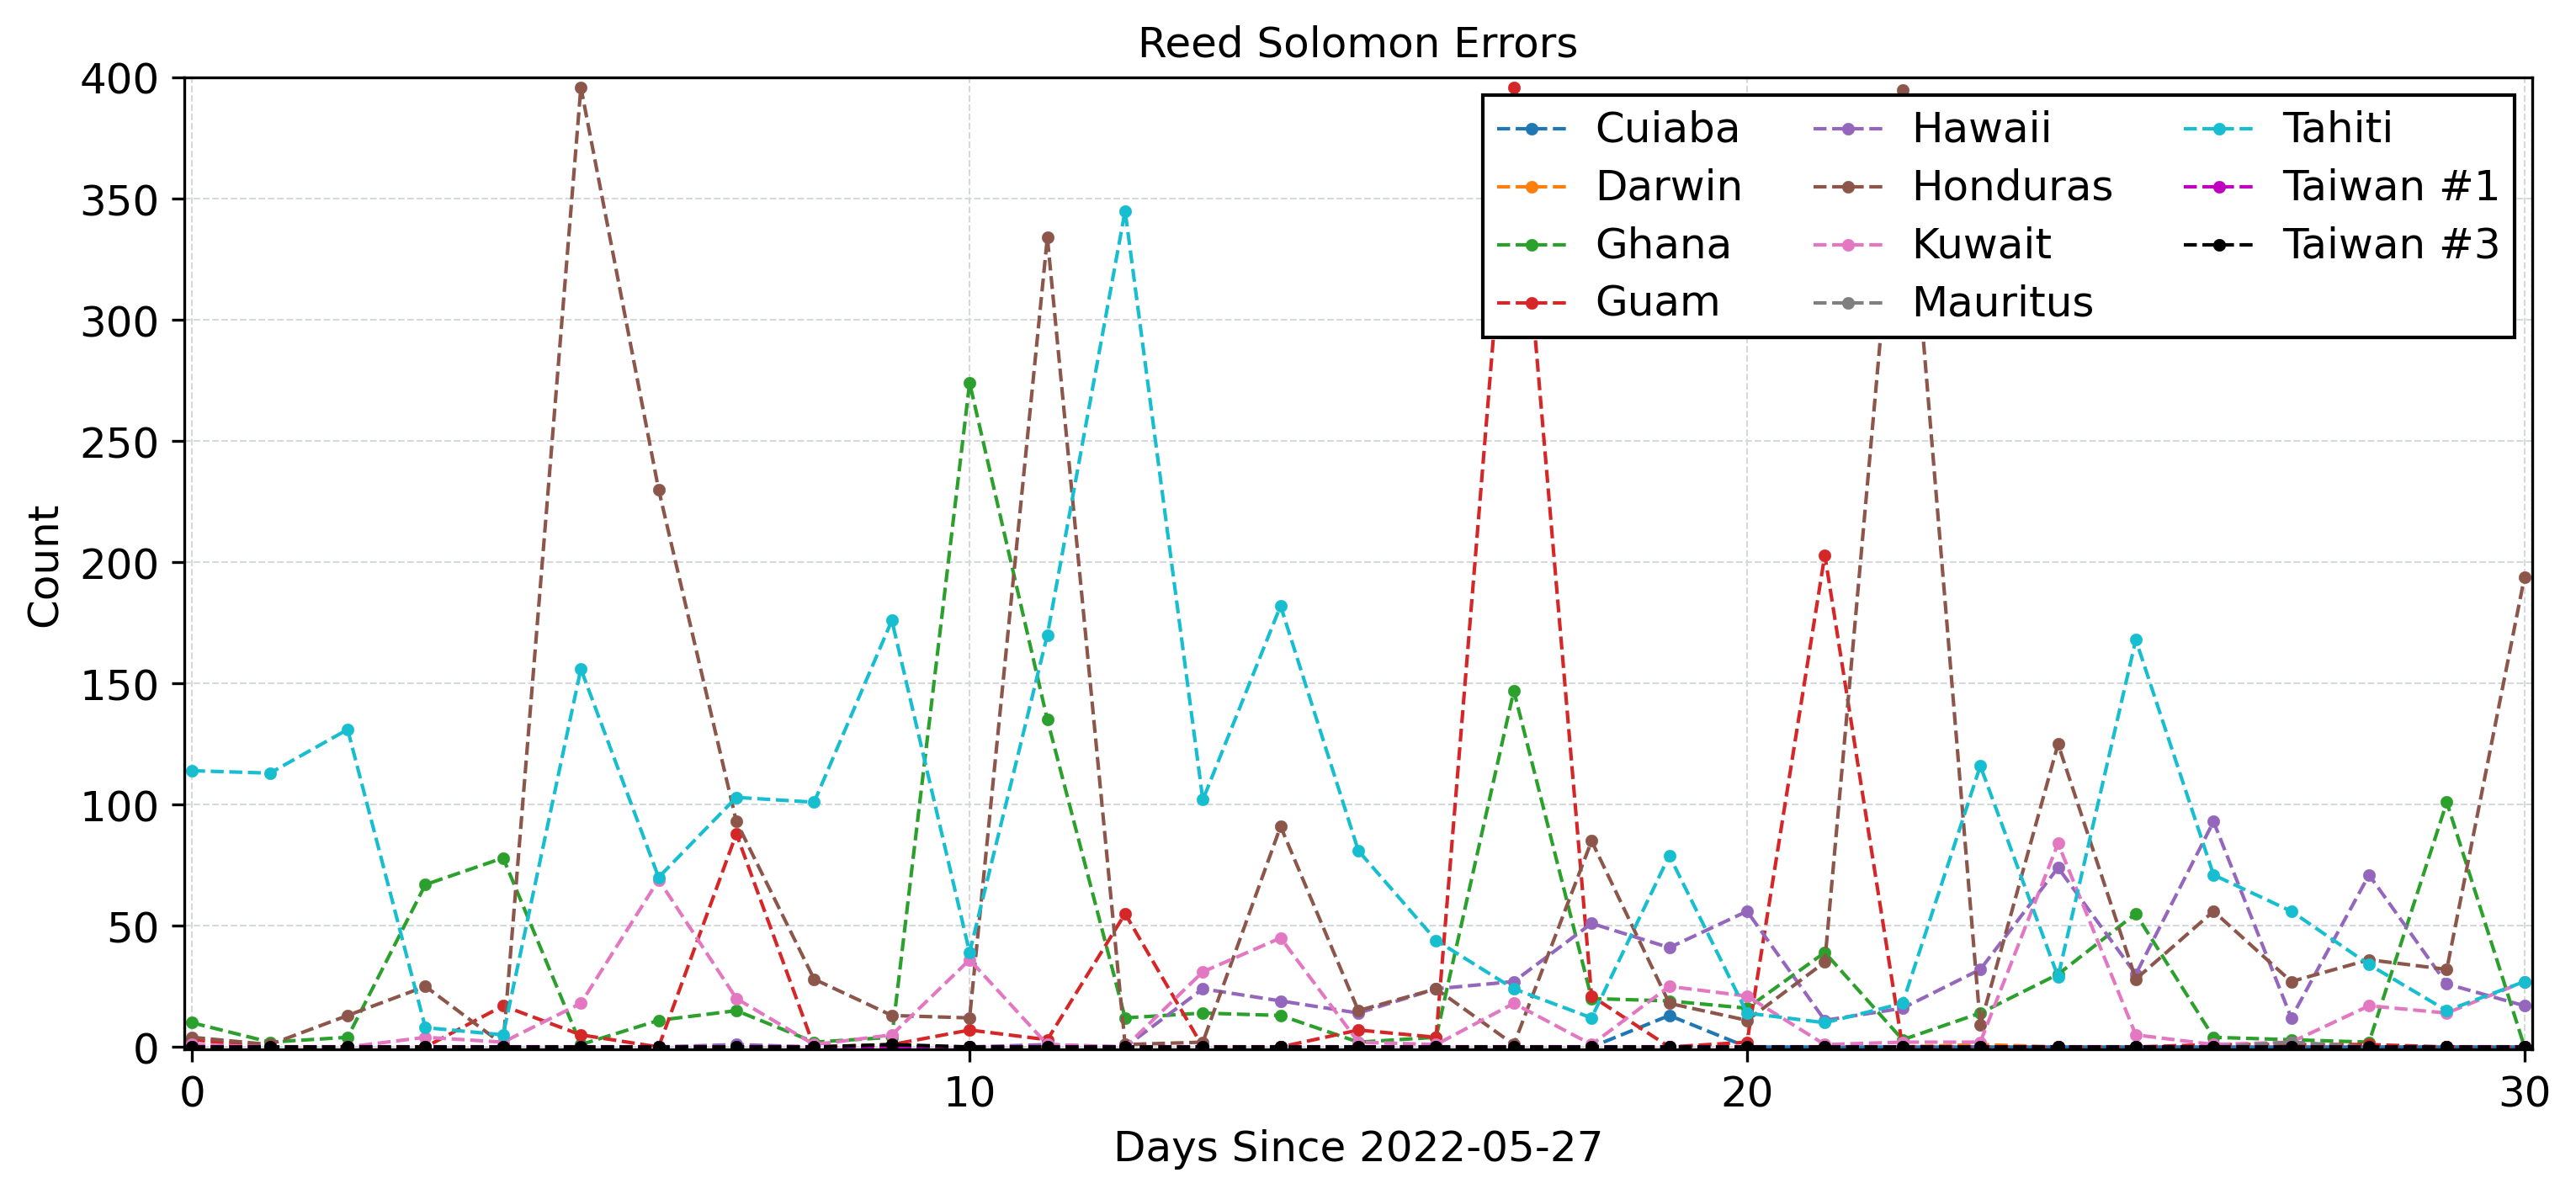 Reed Solomon Errors
400
350
300
250
200
150
100
50
0
Count
Cuiaba
Darwin
Ghana
Guam
Hawaii
Honduras
Kuwait
Mauritus
Tahiti
Taiwan #1
Taiwan #3
0 10 20 30
Days Since 2022-05-27